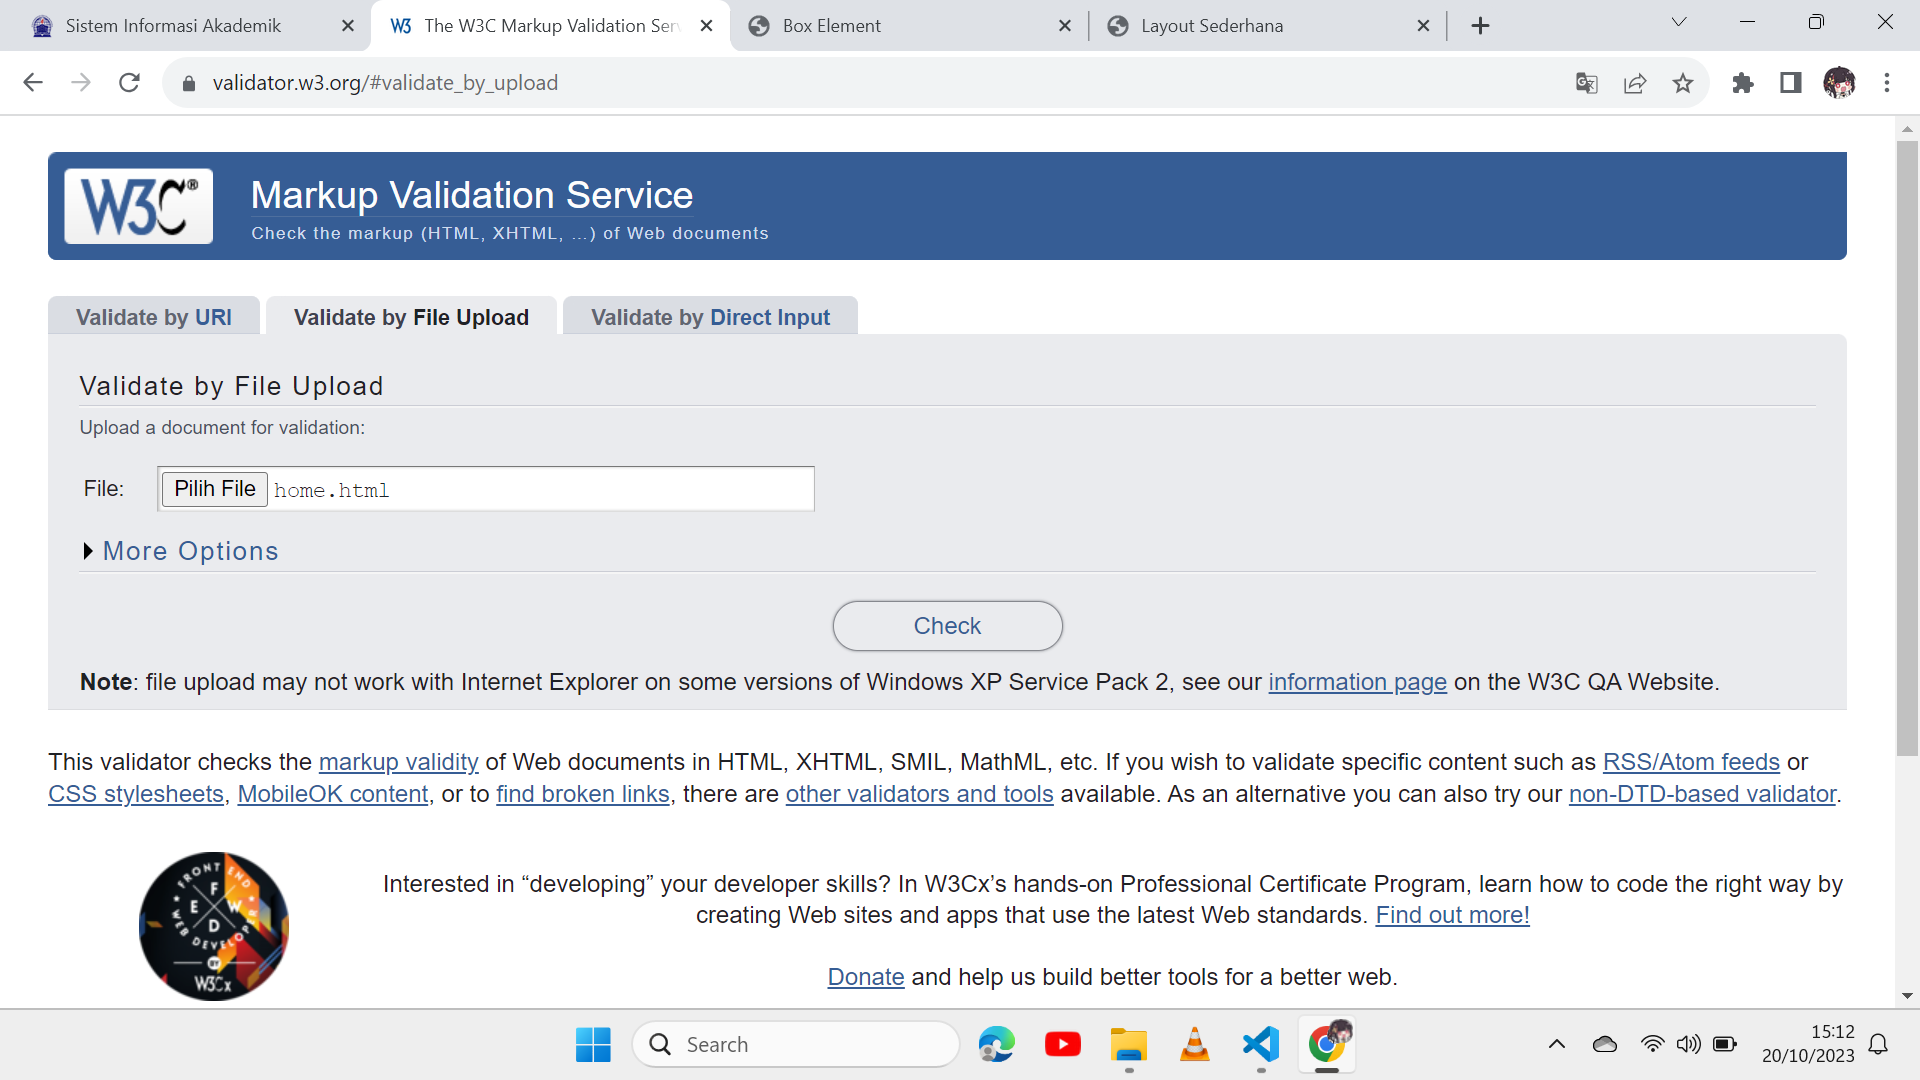 Sistem Informasi Akademik
The W3C Markup Validation Ser
Box Element
Layout Sederhana
validator.w3.org/#validate_by_upload
W3C®
Markup Validation Service
Check the markup (HTML, XHTML, …) of Web documents
Validate by URI
Validate by File Upload
Validate by Direct Input
Validate by File Upload
Upload a document for validation:
File: Pilih File home.html
More Options
Check
Note: file upload may not work with Internet Explorer on some versions of Windows XP Service Pack 2, see our information page on the W3C QA Website.
This validator checks the markup validity of Web documents in HTML, XHTML, SMIL, MathML, etc. If you wish to validate specific content such as RSS/Atom feeds or
CSS stylesheets, MobileOK content, or to find broken links, there are other validators and tools available. As an alternative you can also try our non-DTD-based validator.
FRONT END
F
E W
D
WEB DEVELOPER
BY
W3Cx
Interested in “developing” your developer skills? In W3Cx’s hands-on Professional Certificate Program, learn how to code the right way by
creating Web sites and apps that use the latest Web standards. Find out more!
Donate and help us build better tools for a better web.
Search
15:12
20/10/2023